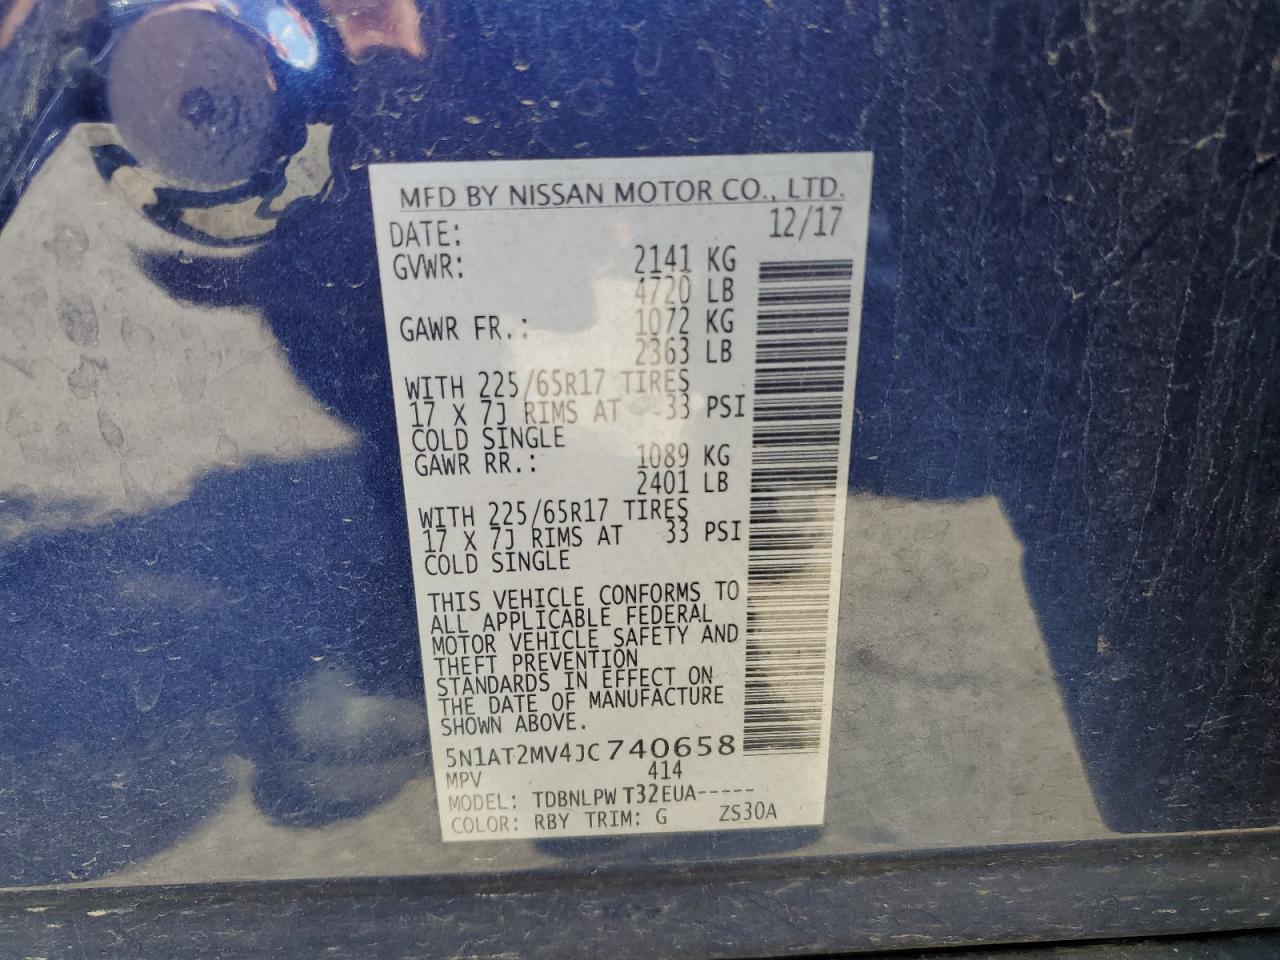 MFD BY NISSAN MOTOR CO., LTD.
DATE: 12/17
GVWR: 2141 KG
4720 LB
GAWR FR.: 1072 KG
2363 LB
WITH 225/65R17 TIRES
17 X 7J RIMS AT 33 PSI
COLD SINGLE
GAWR RR.: 1089 KG
2401 LB
WITH 225/65R17 TIRES
17 X 7J RIMS AT 33 PSI
COLD SINGLE
THIS VEHICLE CONFORMS TO
ALL APPLICABLE FEDERAL
MOTOR VEHICLE SAFETY AND
THEFT PREVENTION
STANDARDS IN EFFECT ON
THE DATE OF MANUFACTURE
SHOWN ABOVE.
5N1AT2MV4JC740658
MPV 414
MODEL: TDBNLPW T32EUA-----
COLOR: RBY TRIM: G ZS30A